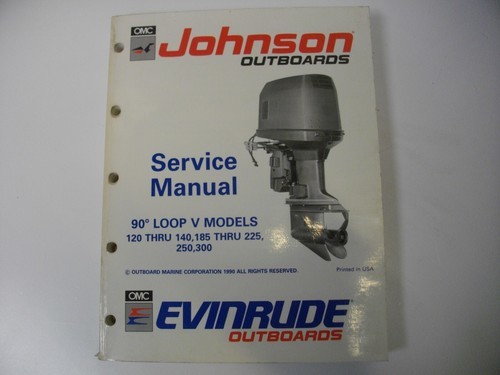 OMC
Johnson
OUTBOARDS
Service
Manual
90° LOOP V MODELS
120 THRU 140,185 THRU 225,
250,300
© OUTBOARD MARINE CORPORATION 1990 ALL RIGHTS RESERVED.
Printed in USA
OMC
EVINRUDE
OUTBOARDS